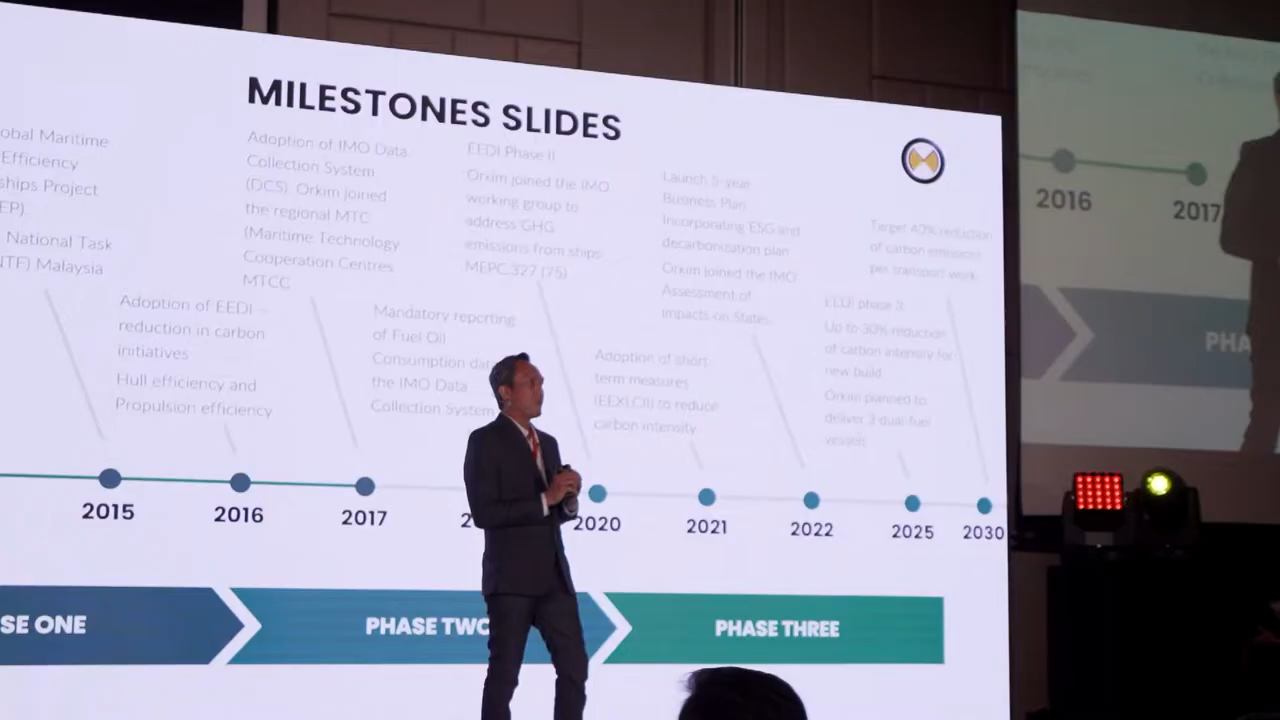 MILESTONES SLIDES
obal Maritime
Efficiency
ships Project
EP)
National Task
NTF) Malaysia
Adoption of EEDI –
reduction in carbon
initiatives
Hull efficiency and
Propulsion efficiency
Adoption of IMO Data
Collection System
(DCS). Orkim joined
the regional MTC
(Maritime Technology
Cooperation Centres
MTCC
Mandatory reporting
of Fuel Oil
Consumption dat
the IMO Data
Collection System
EEDI Phase II
Orkim joined the IMO
working group to
address GHG
emissions from ships
MEPC.327 (75)
Adoption of short-
term measures
(EEXI,CII) to reduce
carbon intensity
Launch 5-year
Business Plan
Incorporating ESG and
decarbonization plan
Orkim joined the IMO
Assessment of
impacts on States
EEDI phase 3:
Up to 30% reduction
of carbon intensity for
new build
Orkim planned to
deliver 3 dual-fuel
vessels
Target 40% reduction
of carbon emissions
per transport work
2015
2016
2017
2
2020
2021
2022
2025
2030
SE ONE
PHASE TWO
PHASE THREE
2016
2017
PHA